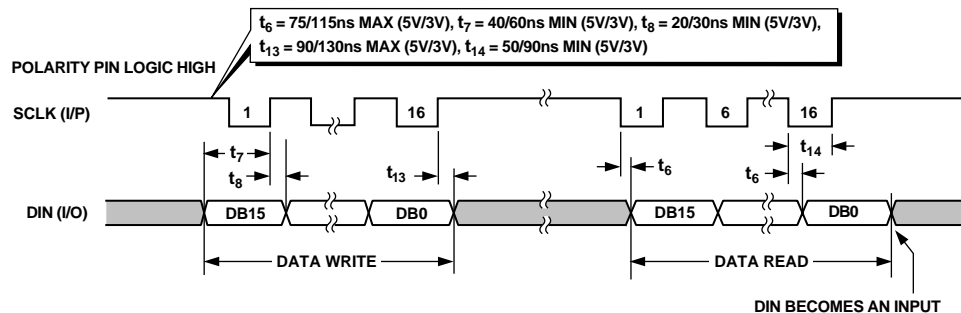 t6 = 75/115ns MAX (5V/3V), t7 = 40/60ns MIN (5V/3V), t8 = 20/30ns MIN (5V/3V),
t13 = 90/130ns MAX (5V/3V), t14 = 50/90ns MIN (5V/3V)
POLARITY PIN LOGIC HIGH
SCLK (I/P)
1
16
1
6
16
t7
t8
t13
t6
t6
t14
DIN (I/O)
DB15
DB0
DB15
DB0
DATA WRITE
DATA READ
DIN BECOMES AN INPUT